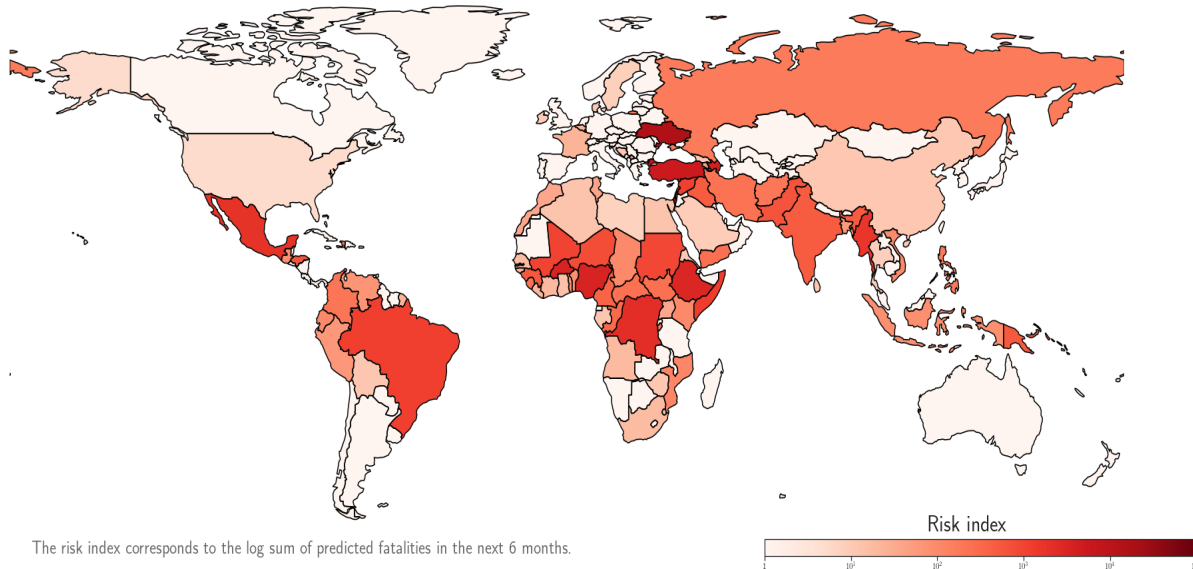 Risk index
The risk index corresponds to the log sum of predicted fatalities in the next 6 months.
1 10¹ 10² 10³ 10⁴